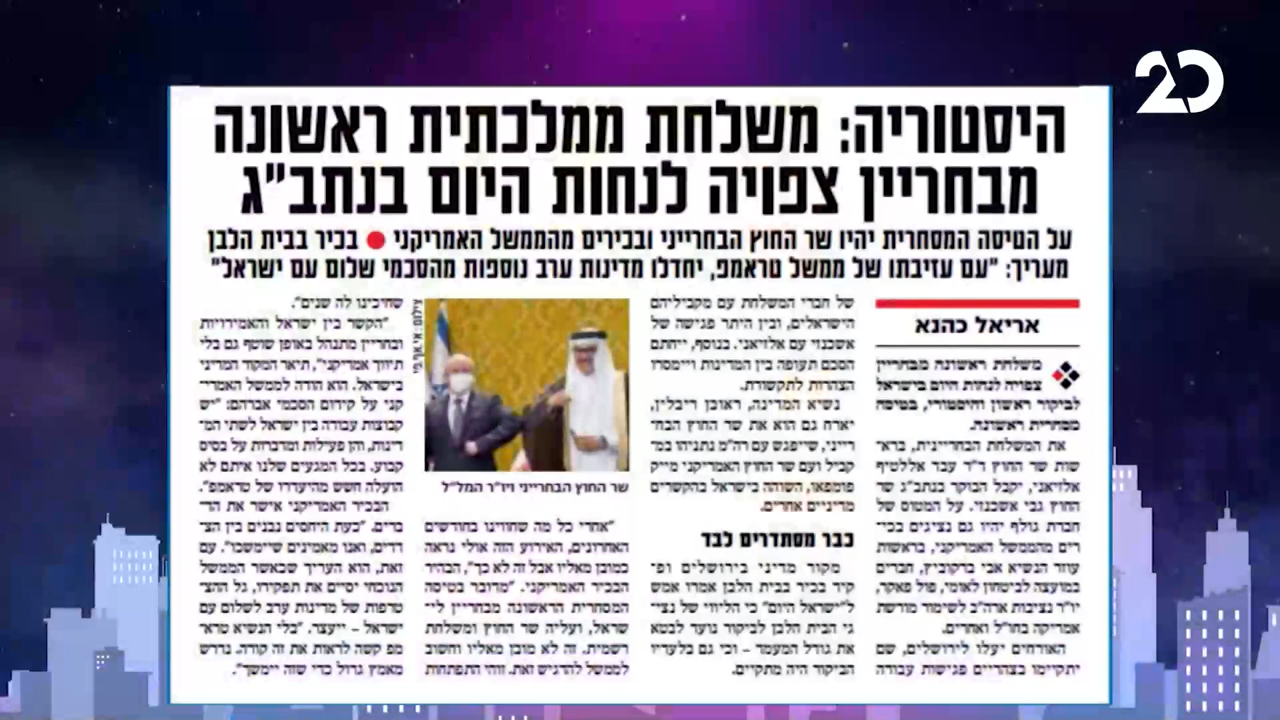 20
היסטוריה: משלחת ממלכתית ראשונה
מבחריין צפויה לנחות היום בנתב"ג
על הטיסה המסחרית יהיו שר החוץ הבחרייני ובכירים מהממשל האמריקני ● בכיר בבית הלבן
מעריך: "עם עזיבתו של ממשל טראמפ, יחדלו מדינות ערב נוספות מהסכמי שלום עם ישראל"
אריאל כהנא
משלחת ראשונה מבחריין
צפויה לנחות היום בישראל
לביקור ראשון והיסטורי, בטיסה
מסחרית ראשונה.
את המשלחת הבחריינית, ברא־
שות שר החוץ ד"ר עבד אללטיף
אלזיאני, יקבל הבוקר בנתב"ג שר
החוץ גבי אשכנזי. על המטוס של
חברת גולף יהיו גם נציגים בכי־
רים מהממשל האמריקני, בראשות
עוזר הנשיא אבי ברקוביץ, חברים
במועצה לביטחון לאומי, פול פאקר,
יו"ר נציבות ארה"ב לשימור מורשת
אמריקה בחו"ל ואחרים.
האורחים יעלו לירושלים, שם
יתקיימו בצהריים פגישות עבודה
של חברי המשלחת עם מקביליהם
הישראלים, ובין היתר פגישה של
אשכנזי עם אלזיאני. בנוסף, ייחתם
הסכם תעופה בין המדינות ויימסרו
הצהרות לתקשורת.
נשיא המדינה, ראובן ריבלין,
יארח גם הוא את שר החוץ הבח־
רייני, שייפגש עם רה"מ נתניהו במ־
קביל ועם שר החוץ האמריקני מייק
פומפאו, השוהה בישראל בהקשרים
מדיניים אחרים.
כבר מסתדרים לבד
מקור מדיני בירושלים ופ־
קיד בכיר בבית הלבן אמרו אמש
ל"ישראל היום" כי הליווי של נצי־
גי הבית הלבן לביקור נועד לבטא
את גודל המעמד - וכי גם בלעדיו
הביקור היה מתקיים.
צילום: אי.אף.פי
שר החוץ הבחרייני ויו"ר המל"ל
"אחרי כל מה שחווינו בחודשים
האחרונים, האירוע הזה אולי נראה
כמובן מאליו אבל זה לא כך", הבהיר
הבכיר האמריקני. "מדובר בטיסה
המסחרית הראשונה מבחריין לי־
שראל, ועליה שר החוץ ומשלחת
רשמית. זה לא מובן מאליו וחשוב
לממשל להדגיש זאת. זוהי התפתחות
שחיכינו לה שנים".
"הקשר בין ישראל והאמירויות
ובחריין מתנהל באופן שוטף גם בלי
תיווך אמריקני", תיאר המקור המדיני
בישראל. הוא הודה לממשל האמרי־
קני על קידום הסכמי אברהם: "יש
קבוצות עבודה בין ישראל לשתי המ־
דינות, והן פעילות ומדברות על בסיס
קבוע. בכל המגעים שלנו איתם לא
הועלה חשש מהיעדרו של טראמפ".
הבכיר האמריקני אישר את הד־
ברים. "כעת היחסים נבנים בין הצ־
דדים, ואנו מאמינים שיימשכו". עם
זאת, הוא העריך שכאשר הממשל
הנוכחי יסיים את תפקידו, גל ההצ־
טרפות של מדינות ערב לשלום עם
ישראל - ייעצר. "בלי הנשיא טרא־
מפ קשה לראות את זה קורה. נדרש
מאמץ גדול כדי שזה יימשך".